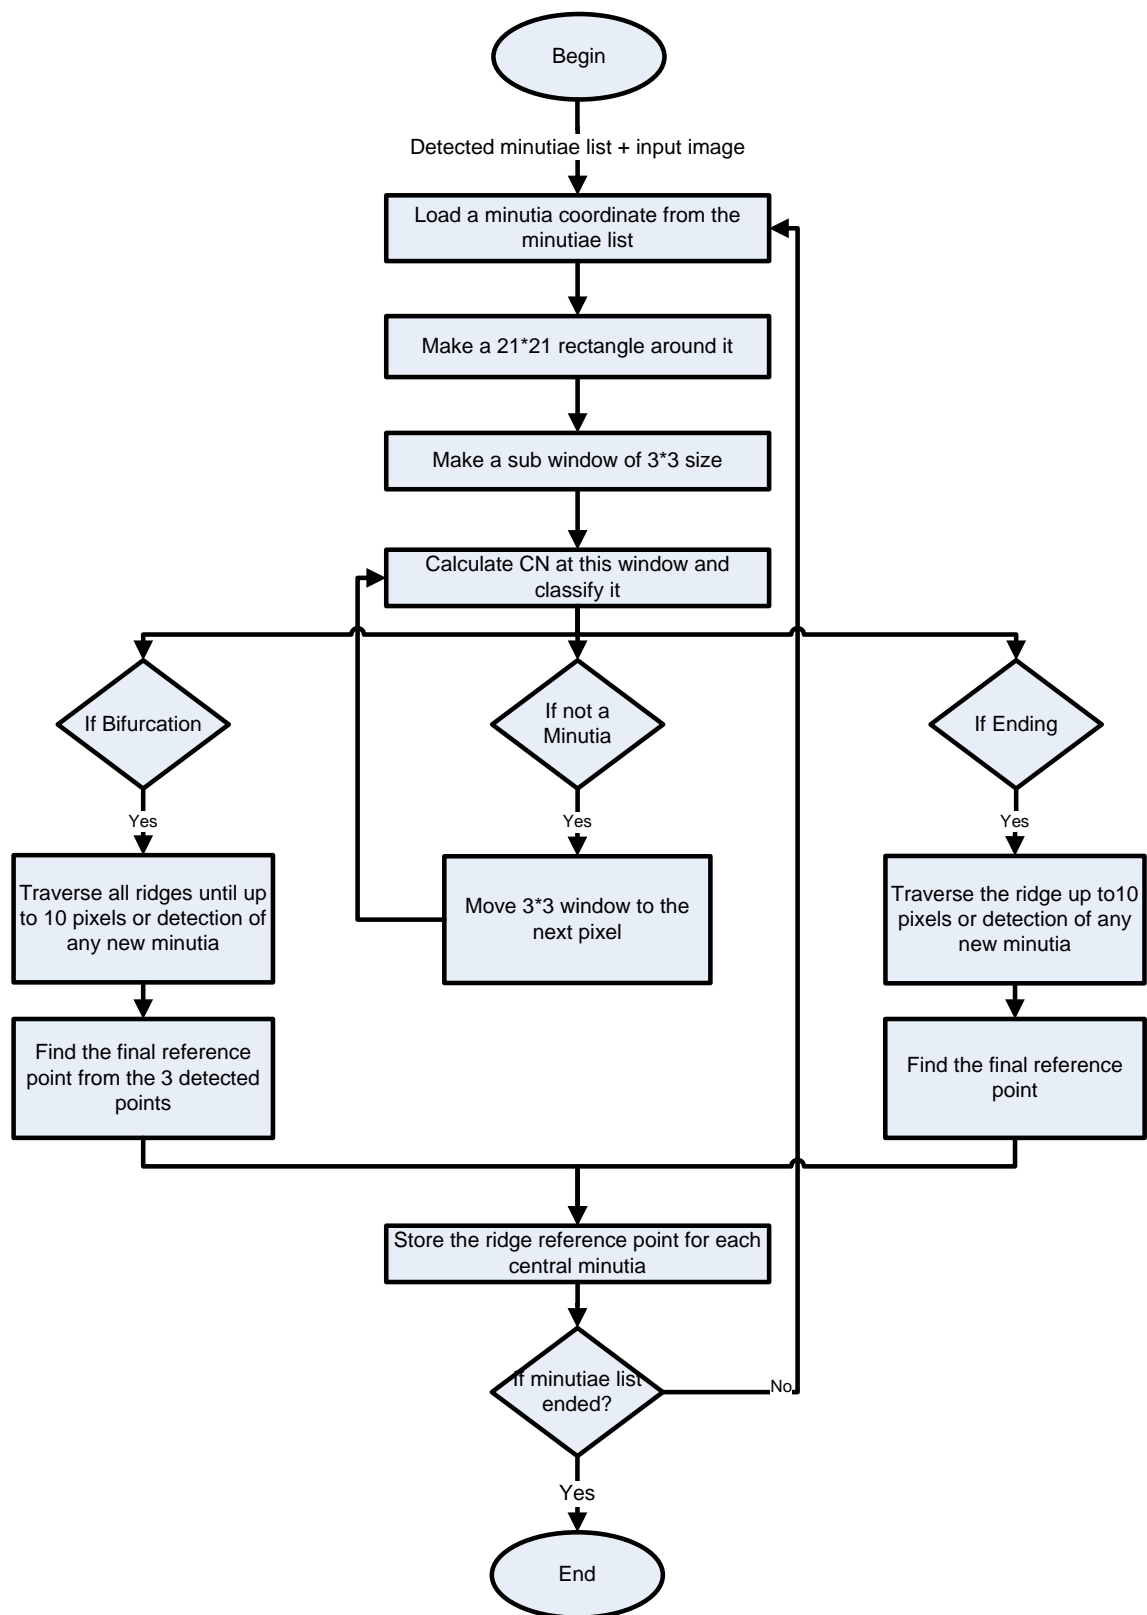 Begin
Detected minutiae list + input image
Load a minutia coordinate from the
minutiae list
Make a 21*21 rectangle around it
Make a sub window of 3*3 size
Calculate CN at this window and
classify it
If Bifurcation
If not a
Minutia
If Ending
Yes
Yes
Yes
Traverse all ridges until up
to 10 pixels or detection of
any new minutia
Move 3*3 window to the
next pixel
Traverse the ridge up to10
pixels or detection of any
new minutia
Find the final reference
point from the 3 detected
points
Find the final reference
point
Store the ridge reference point for each
central minutia
If minutiae list
ended?
No
Yes
End